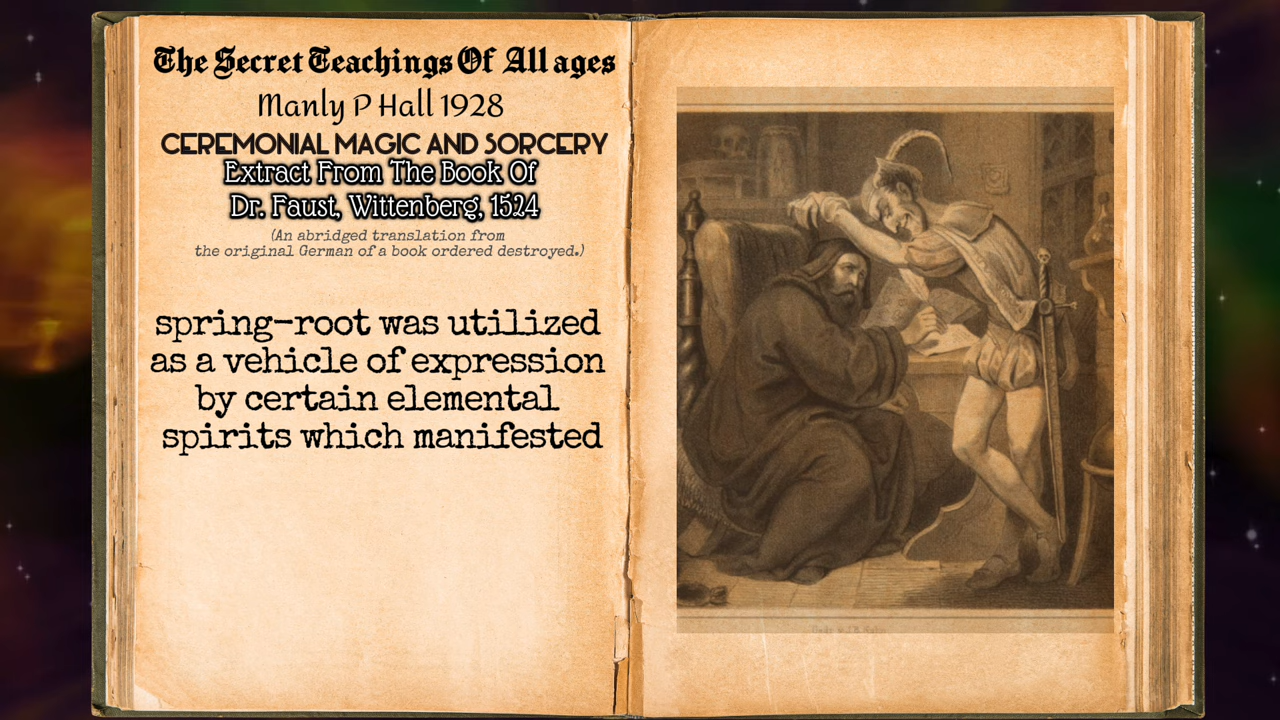 The Secret Teachings Of All ages
Manly P Hall 1928
CEREMONIAL MAGIC AND SORCERY
Extract From The Book Of
Dr. Faust, Wittenberg, 1524
(An abridged translation from
the original German of a book ordered destroyed.)
spring-root was utilized
as a vehicle of expression
by certain elemental
spirits which manifested